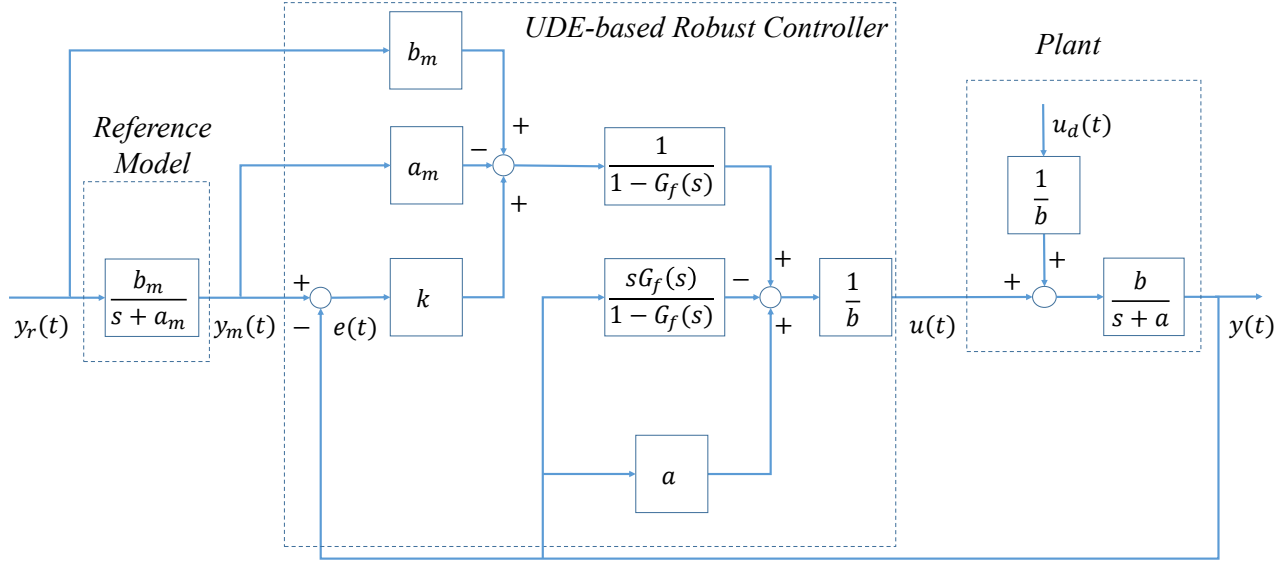 UDE-based Robust Controller
Plant
b_m
u_d(t)
Reference
Model
+
−
a_m
+
1
1 − G_f(s)
1
b
+
b_m
s + a_m
+
k
sG_f(s)
1 − G_f(s)
−
+
+
1
b
+
b
s + a
y_r(t)
y_m(t)
−
e(t)
u(t)
y(t)
a